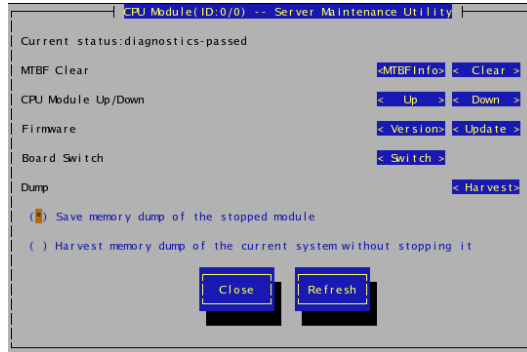 CPU Module(ID:0/0) -- Server Maintenance Utility
Current status:diagnostics-passed
MTBF Clear <MTBFInfo> < Clear >
CPU Module Up/Down < Up > < Down >
Firmware < Version> < Update >
Board Switch < Switch >
Dump < Harvest>
(*) Save memory dump of the stopped module
( ) Harvest memory dump of the current system without stopping it
Close Refresh